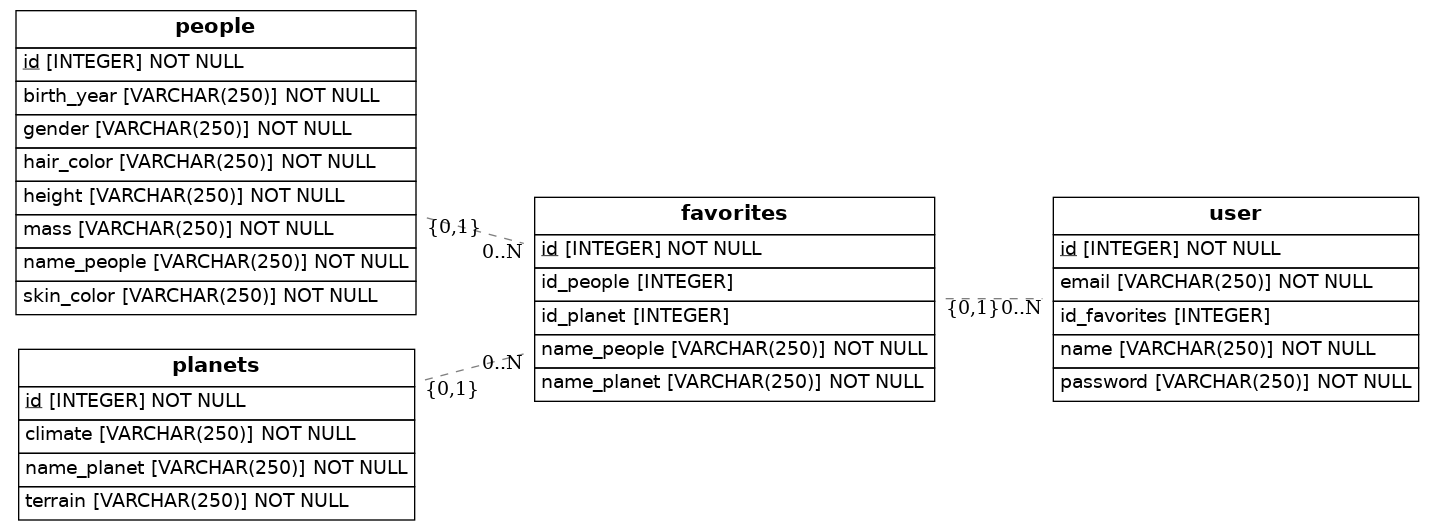 people
id [INTEGER] NOT NULL
birth_year [VARCHAR(250)] NOT NULL
gender [VARCHAR(250)] NOT NULL
hair_color [VARCHAR(250)] NOT NULL
height [VARCHAR(250)] NOT NULL
mass [VARCHAR(250)] NOT NULL
name_people [VARCHAR(250)] NOT NULL
skin_color [VARCHAR(250)] NOT NULL
planets
id [INTEGER] NOT NULL
climate [VARCHAR(250)] NOT NULL
name_planet [VARCHAR(250)] NOT NULL
terrain [VARCHAR(250)] NOT NULL
{0,1}
0..N
0..N
{0,1}
favorites
id [INTEGER] NOT NULL
id_people [INTEGER]
id_planet [INTEGER]
name_people [VARCHAR(250)] NOT NULL
name_planet [VARCHAR(250)] NOT NULL
{0,1}
0..N
user
id [INTEGER] NOT NULL
email [VARCHAR(250)] NOT NULL
id_favorites [INTEGER]
name [VARCHAR(250)] NOT NULL
password [VARCHAR(250)] NOT NULL